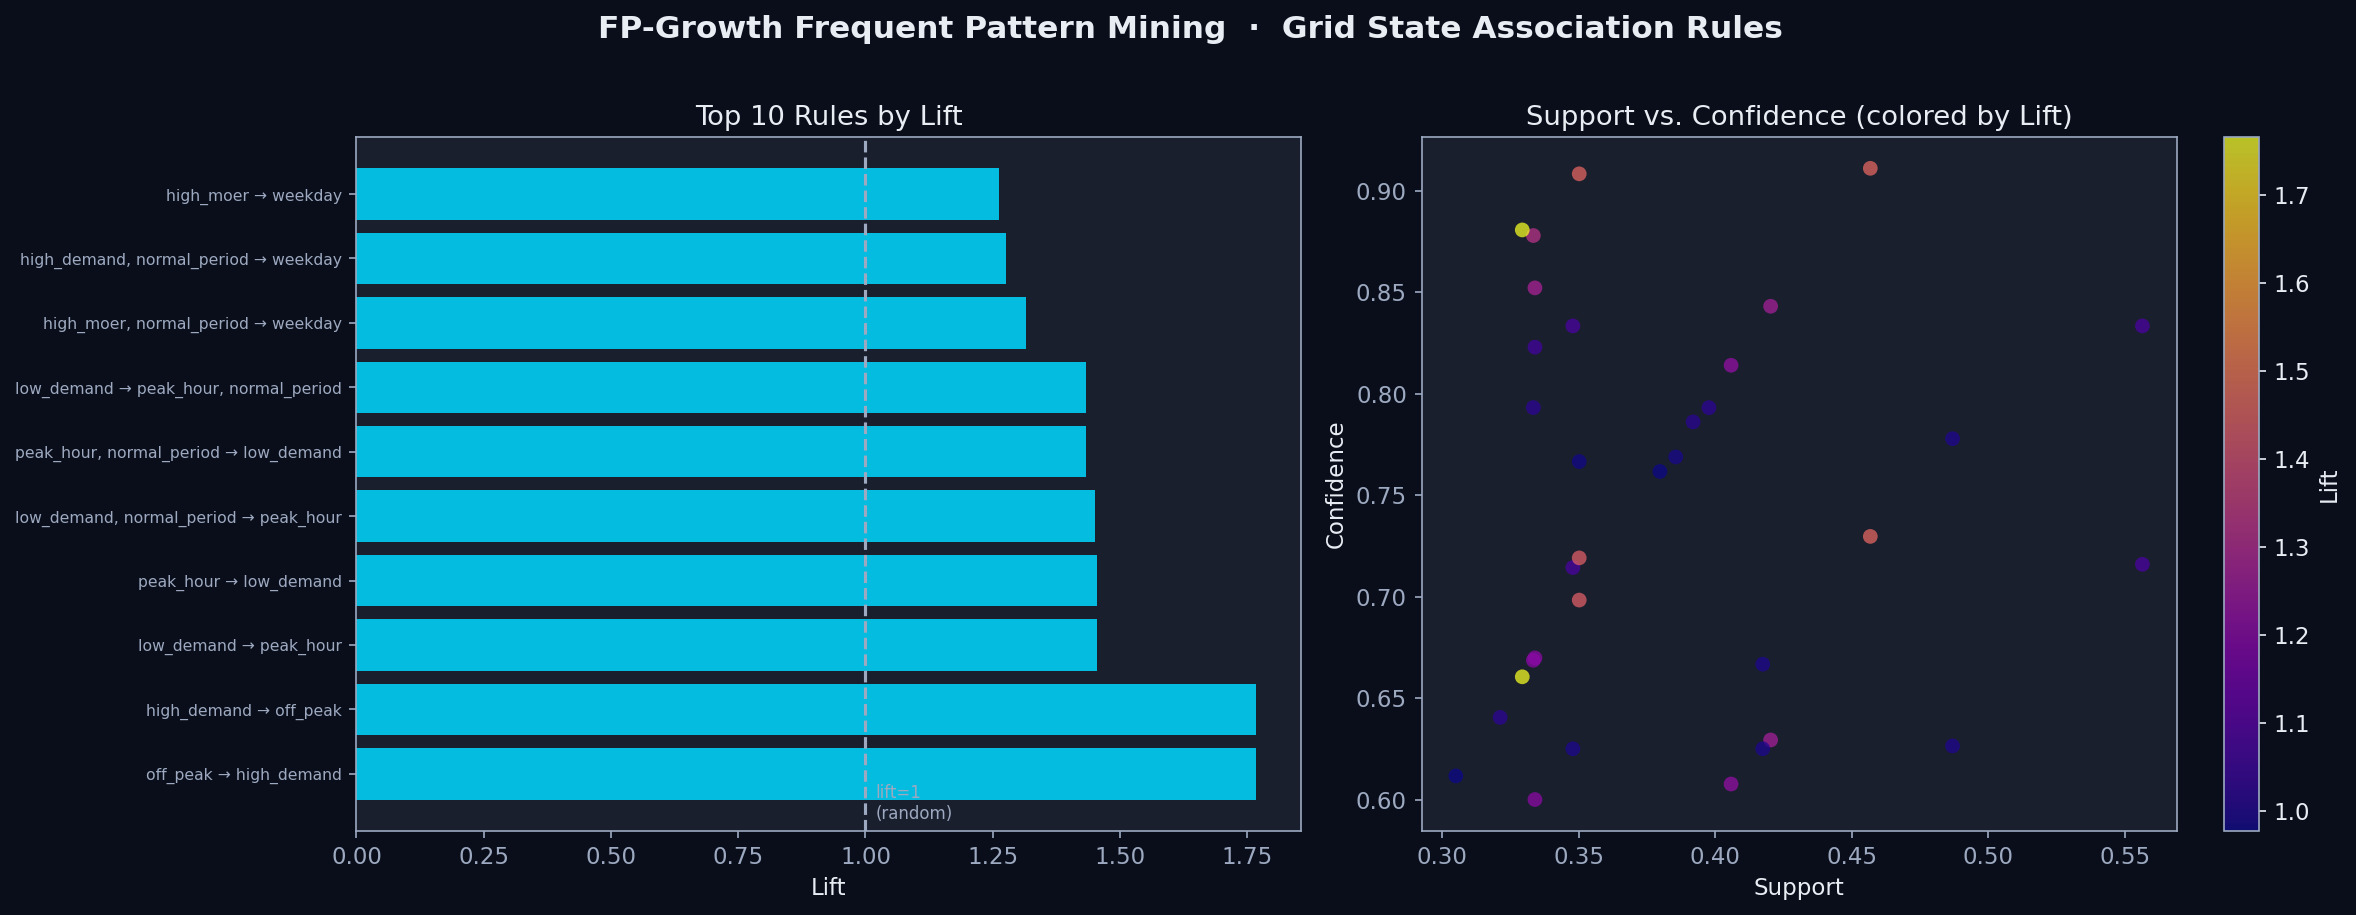 FP-Growth Frequent Pattern Mining · Grid State Association Rules
Top 10 Rules by Lift
high_moer → weekday
high_demand, normal_period → weekday
high_moer, normal_period → weekday
low_demand → peak_hour, normal_period
peak_hour, normal_period → low_demand
low_demand, normal_period → peak_hour
peak_hour → low_demand
low_demand → peak_hour
high_demand → off_peak
off_peak → high_demand
lift=1
(random)
0.00 0.25 0.50 0.75 1.00 1.25 1.50 1.75
Lift
Support vs. Confidence (colored by Lift)
Confidence
0.90
0.85
0.80
0.75
0.70
0.65
0.60
0.30 0.35 0.40 0.45 0.50 0.55
Support
1.7
1.6
1.5
1.4
1.3
1.2
1.1
1.0
Lift